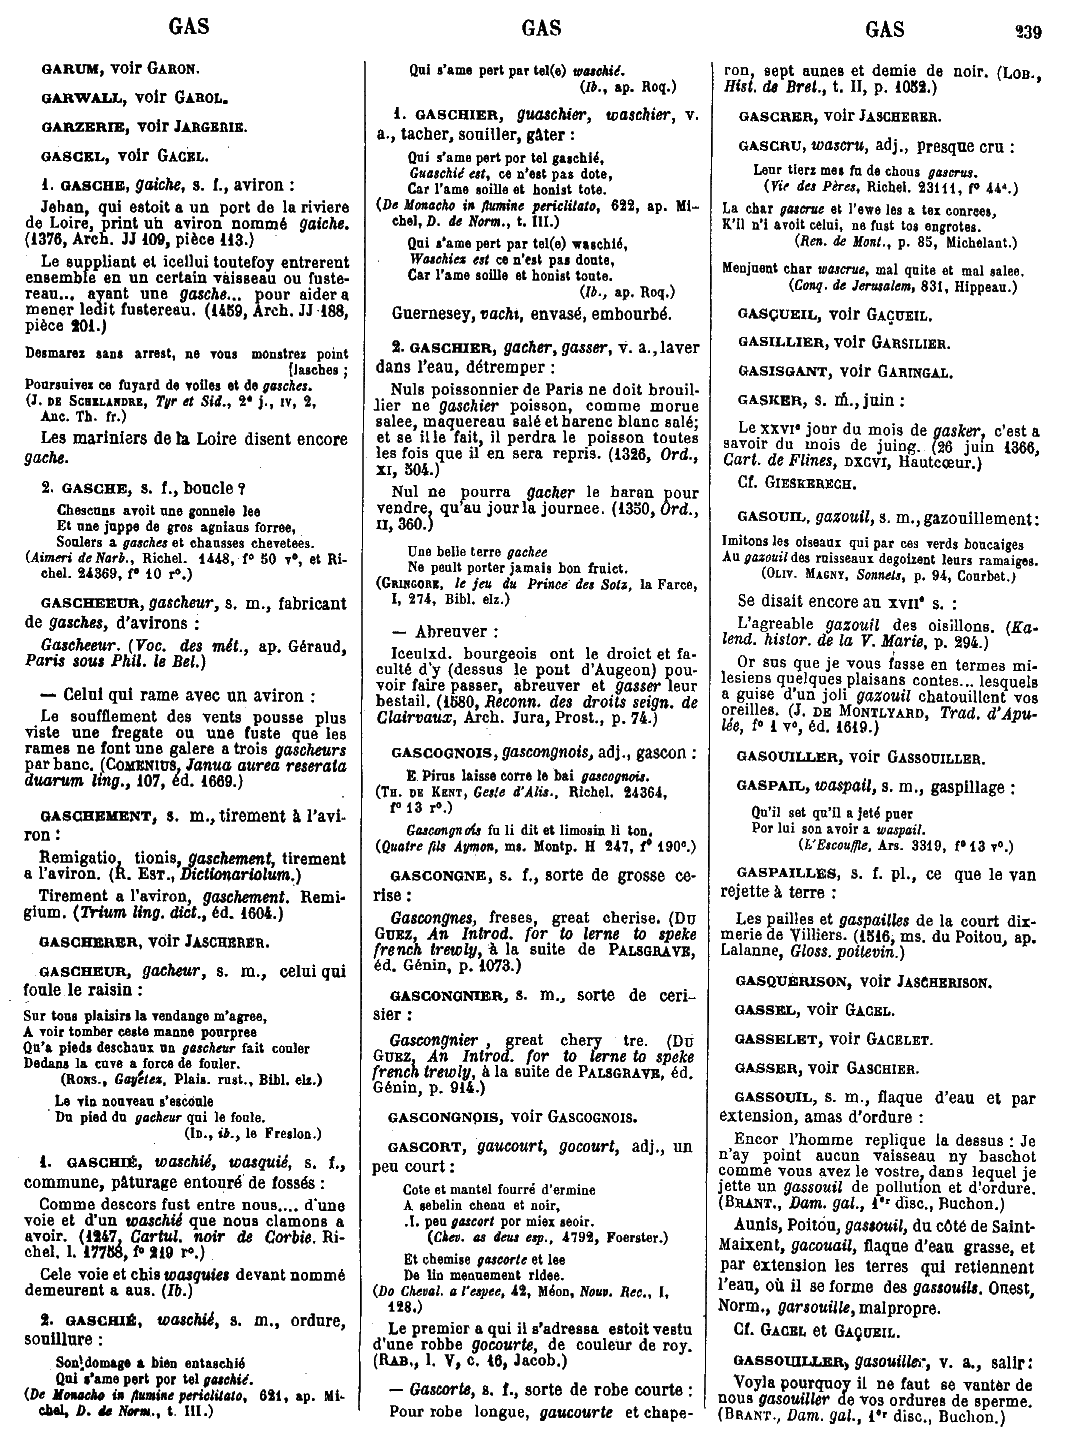 GAS
GAS
GAS
239
GARUM, voir GARON.
GARWALL, voir GAROL.
GARZERIE, voir JARGERIE.
GASCEL, voir GACEL.
1. GASCHE, gaiche, s. f., aviron :
Jehan, qui estoit a un port de la riviere
de Loire, print un aviron nommé gaiche.
(1376, Arch. JJ 109, pièce 113.)
Le suppliant et icellui toutefoy entrerent
ensemble en un certain vaisseau ou fuste-
reau... ayant une gasche... pour aider a
mener ledit fustereau. (1459, Arch. JJ 188,
pièce 201.)
Desmarez sans arrest, ne vous monstrez point
[lasches ;
Poursuivez ce fuyard de voiles et de gasches.
(J. DE SCHELANDRE, Tyr et Sid., 2e j., IV, 2,
Anc. Th. fr.)
Les mariniers de la Loire disent encore
gache.
2. GASCHE, s. f., boucle ?
Chescuns avoit une gonnele lee
Et une juppe de gros agniaus forree,
Soulers a gasches et chausses chevetees.
(Aimeri de Narb., Richel. 1448, f° 50 v°, et Ri-
chel. 24369, f° 10 r°.)
GASCHEEUR, gascheur, s. m., fabricant
de gasches, d'avirons :
Gascheeur. (Voc. des mét., ap. Géraud,
Paris sous Phil. le Bel.)
— Celui qui rame avec un aviron :
Le soufflement des vents pousse plus
viste une fregate ou une fuste que les
rames ne font une galere a trois gascheurs
par banc. (COMENIUS, Janua aurea reserata
duarum ling., 107, éd. 1669.)
GASCHEMENT, s. m., tirement à l'avi-
ron :
Remigatio, tionis, gaschement, tirement
a l'aviron. (R. EST., Dictionariolum.)
Tirement a l'aviron, gaschement. Remi-
gium. (Trium ling. dict., éd. 1604.)
GASCHERER, voir JASCHERER.
GASCHEUR, gacheur, s. m., celui qui
foule le raisin :
Sur tous plaisirs la vendange m'agree,
A voir tomber ceste manne pourpree
Qu'a pieds deschaux un gascheur fait couler
Dedans la cuve a force de fouler.
(RONS., Gayetez, Plais. rust., Bibl. elz.)
Le vin nouveau s'escoule
Du pied du gacheur qui le foule.
(ID., ib., le Freslon.)
1. GASCHIÉ, waschié, wasquié, s. f.,
commune, pâturage entouré de fossés :
Comme descors fust entre nous.... d'une
voie et d'un waschié que nous clamons a
avoir. (1247, Cartul. noir de Corbie, Ri-
chel. l. 17758, f° 219 r°.)
Cele voie et chis wasquies devant nommé
demeurent a aus. (Ib.)
2. GASCHIÉ, waschié, s. m., ordure,
souillure :
Son domage a bien entaschié
Qui s'ame pert por tel gaschié.
(De Monacho in flumine periclitato, 621, ap. Mi-
chel, D. de Norm., t. III.)
Qui s'ame pert par tel(e) waschié.
(Ib., ap. Roq.)
1. GASCHIER, guaschier, waschier, v.
a., tacher, souiller, gâter :
Qui s'ame pert por tel gaschié,
Guaschié est, ce n'est pas dote,
Car l'ame soille et honist tote.
(De Monacho in flumine periclitato, 622, ap. Mi-
chel, D. de Norm., t. III.)
Qui s'ame pert par tel(e) waschié,
Waschiez est ce n'est pas doute,
Car l'ame soille et honist toute.
(Ib., ap. Roq.)
Guernesey, vacht, envasé, embourbé.
2. GASCHIER, gacher, gasser, v. a., laver
dans l'eau, détremper :
Nuls poissonnier de Paris ne doit brouil-
lier ne gaschier poisson, comme morue
salee, maquereau salé et harenc blanc salé;
et se il le fait, il perdra le poisson toutes
les fois que il en sera repris. (1326, Ord.,
XI, 504.)
Nul ne pourra gacher le haran pour
vendre, qu'au jour la journee. (1350, Ord.,
II, 360.)
Une belle terre gachee
Ne peult porter jamais bon fruict.
(GRINGORE, le jeu du Prince des Sotz, la Farce,
I, 274, Bibl. elz.)
— Abreuver :
Iceulxd. bourgeois ont le droict et fa-
culté d'y (dessus le pont d'Augeon) pou-
voir faire passer, abreuver et gasser leur
bestail. (1580, Reconn. des droits seign. de
Clairvaux, Arch. Jura, Prost., p. 74.)
GASCOGNOIS, gascongnois, adj., gascon :
E. Pirus laisse corre le bai gascognois.
(TH. DE KENT, Geste d'Alis., Richel. 24364,
f° 13 r°.)
Gascongnois fu li dit et limosin li ton.
(Quatre fils Aymon, ms. Montp. H 247, f° 190c.)
GASCONGNE, s. f., sorte de grosse ce-
rise :
Gascongnes, freses, great cherise. (DU
GUEZ, An Introd. for to lerne to speke
french trewly, à la suite de PALSGRAVE,
éd. Génin, p. 1073.)
GASCONGNIER, s. m., sorte de ceri-
sier :
Gascongnier, great chery tre. (DU
GUEZ, An Introd. for to lerne to speke
french trewly, à la suite de PALSGRAVE, éd.
Génin, p. 914.)
GASCONGNOIS, voir GASCOGNOIS.
GASCORT, gaucourt, gocourt, adj., un
peu court :
Cote et mantel fourré d'ermine
A sebelin chenu et noir,
.I. peu gascort por miex seoir.
(Chev. as deus esp., 4792, Foerster.)
Et chemise gascorte et lee
De lin menuement ridee.
(Do Cheval. a l'espee, 42, Méon, Nouv. Rec., I,
128.)
Le premier a qui il s'adressa estoit vestu
d'une robbe gocourte, de couleur de roy.
(RAB., l. V, c. 16, Jacob.)
— Gascorte, s. f., sorte de robe courte :
Pour robe longue, gaucourte et chape-
ron, sept aunes et demie de noir. (LOB.,
Hist. de Bret., t. II, p. 1052.)
GASCRER, voir JASCHERER.
GASCRU, wascru, adj., presque cru :
Leur tierz mes fu de chous gascrus.
(Vie des Pères, Richel. 23111, f° 44a.)
La char gascrue et l'ewe les a tex conrees,
K'il n'i avoit celui, ne fust tos engrotes.
(Ren. de Mont., p. 85, Michelant.)
Menjuent char wascrue, mal quite et mal salee.
(Conq. de Jerusalem, 831, Hippeau.)
GASÇUEIL, voir GAÇUEIL.
GASILLIER, voir GARSILIER.
GASISGANT, voir GARINGAL.
GASKER, s. m., juin :
Le XXVIe jour du mois de gasker, c'est a
savoir du mois de juing. (26 juin 1366,
Cart. de Flines, DXCVI, Hautcœur.)
Cf. GIESKERECH.
GASOUIL, gazouil, s. m., gazouillement :
Imitons les oiseaux qui par ces verds boucaiges
Au gazouil des ruisseaux degoizent leurs ramaiges.
(OLIV. MAGNY, Sonnets, p. 94, Courbet.)
Se disait encore au XVIIe s. :
L'agreable gazouil des oisillons. (Ka-
lend. histor. de la V. Marie, p. 294.)
Or sus que je vous fasse en termes mi-
lesiens quelques plaisans contes... lesquels
a guise d'un joli gazouil chatouillent vos
oreilles. (J. DE MONTLYARD, Trad. d'Apu-
lée, f° 1 v°, éd. 1619.)
GASOUILLER, voir GASSOUILLER.
GASPAIL, waspail, s. m., gaspillage :
Qu'il set qu'il a jeté puer
Por lui son avoir a waspail.
(L'Escouffle, Ars. 3319, f° 13 v°.)
GASPAILLES, s. f. pl., ce que le van
rejette à terre :
Les pailles et gaspailles de la court dix-
merie de Villiers. (1516, ms. du Poitou, ap.
Lalanne, Gloss. poitevin.)
GASQUERISON, voir JASCHERISON.
GASSEL, voir GACEL.
GASSELET, voir GACELET.
GASSER, voir GASCHIER.
GASSOUIL, s. m., flaque d'eau et par
extension, amas d'ordure :
Encor l'homme replique la dessus : Je
n'ay point aucun vaisseau ny baschot
comme vous avez le vostre, dans lequel je
jette un gassouil de pollution et d'ordure.
(BRANT., Dam. gal., 1er disc., Buchon.)
Aunis, Poitou, gassouil, du côté de Saint-
Maixent, gacouail, flaque d'eau grasse, et
par extension les terres qui retiennent
l'eau, où il se forme des gassouils. Ouest,
Norm., garsouille, malpropre.
Cf. GACEL et GAÇUEIL.
GASSOUILLER, gasouiller, v. a., salir :
Voyla pourquoy il ne faut se vanter de
nous gasouiller de vos ordures de sperme.
(BRANT., Dam. gal., 1er disc., Buchon.)